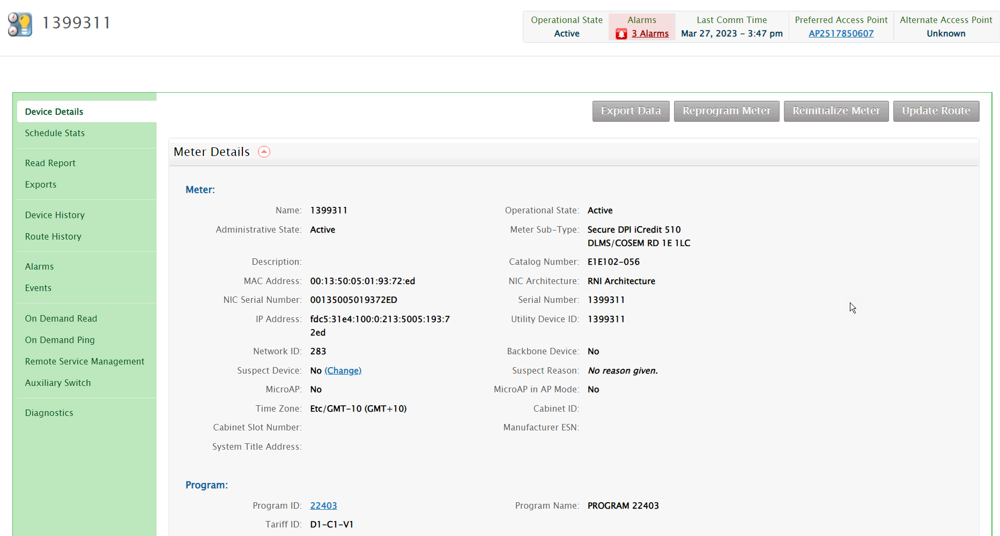 1399311
Operational State
Active
Alarms
3 Alarms
Last Comm Time
Mar 27, 2023 - 3:47 pm
Preferred Access Point
AP2517850607
Alternate Access Point
Unknown
Device Details
Schedule Stats
Read Report
Exports
Device History
Route History
Alarms
Events
On Demand Read
On Demand Ping
Remote Service Management
Auxiliary Switch
Diagnostics
Export Data
Reprogram Meter
Reinitialize Meter
Update Route
Meter Details
Meter:
Name: 1399311
Operational State: Active
Administrative State: Active
Meter Sub-Type: Secure DPI iCredit 510
DLMS/COSEM RD 1E 1LC
Description:
Catalog Number: E1E102-056
MAC Address: 00:13:50:05:01:93:72:ed
NIC Architecture: RNI Architecture
NIC Serial Number: 00135005019372ED
Serial Number: 1399311
IP Address: fdc5:31e4:100:0:213:5005:193:7
2ed
Utility Device ID: 1399311
Network ID: 283
Backbone Device: No
Suspect Device: No (Change)
Suspect Reason: No reason given.
MicroAP: No
MicroAP in AP Mode: No
Time Zone: Etc/GMT-10 (GMT+10)
Cabinet ID:
Cabinet Slot Number:
Manufacturer ESN:
System Title Address:
Program:
Program ID: 22403
Program Name: PROGRAM 22403
Tariff ID: D1-C1-V1